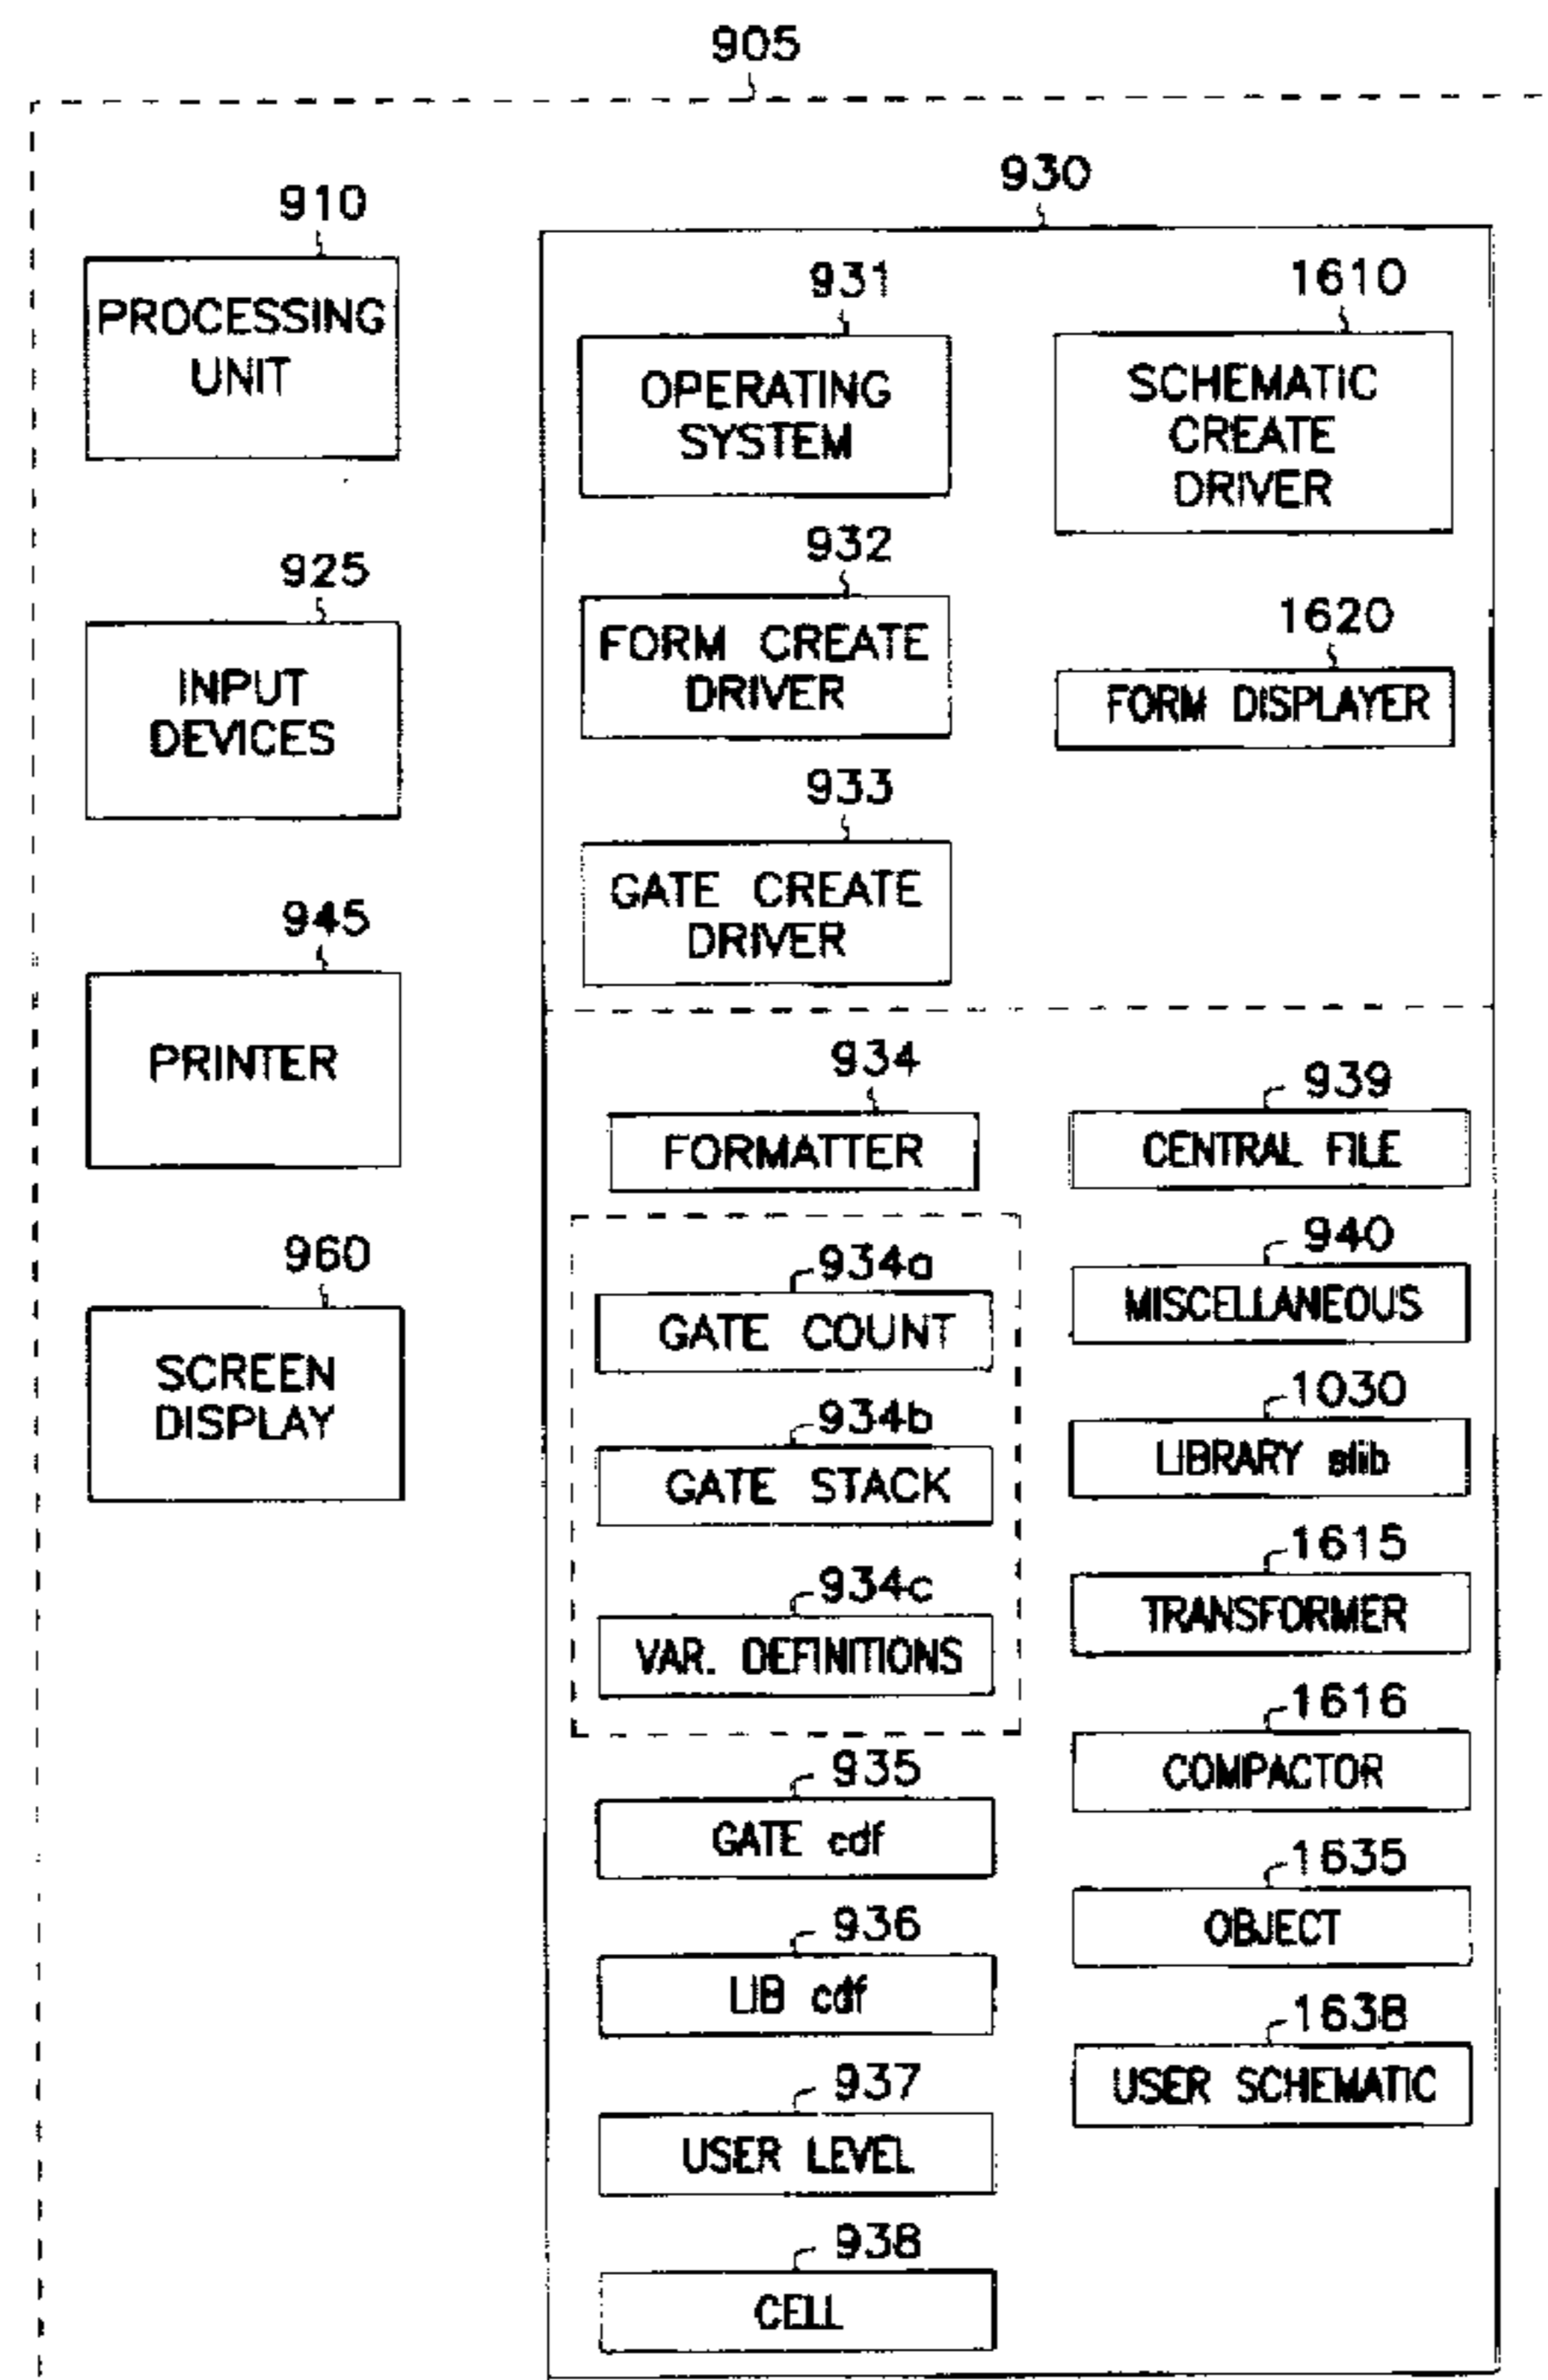 905
910
PROCESSING
UNIT
925
INPUT
DEVICES
945
PRINTER
960
SCREEN
DISPLAY
930
931
OPERATING
SYSTEM
932
FORM CREATE
DRIVER
933
GATE CREATE
DRIVER
1610
SCHEMATIC
CREATE
DRIVER
1620
FORM DISPLAYER
934
FORMATTER
934a
GATE COUNT
934b
GATE STACK
934c
VAR. DEFINITIONS
935
GATE cdf
936
LIB cdf
937
USER LEVEL
938
CELL
939
CENTRAL FILE
940
MISCELLANEOUS
1030
LIBRARY slib
1615
TRANSFORMER
1616
COMPACTOR
1635
OBJECT
1638
USER SCHEMATIC